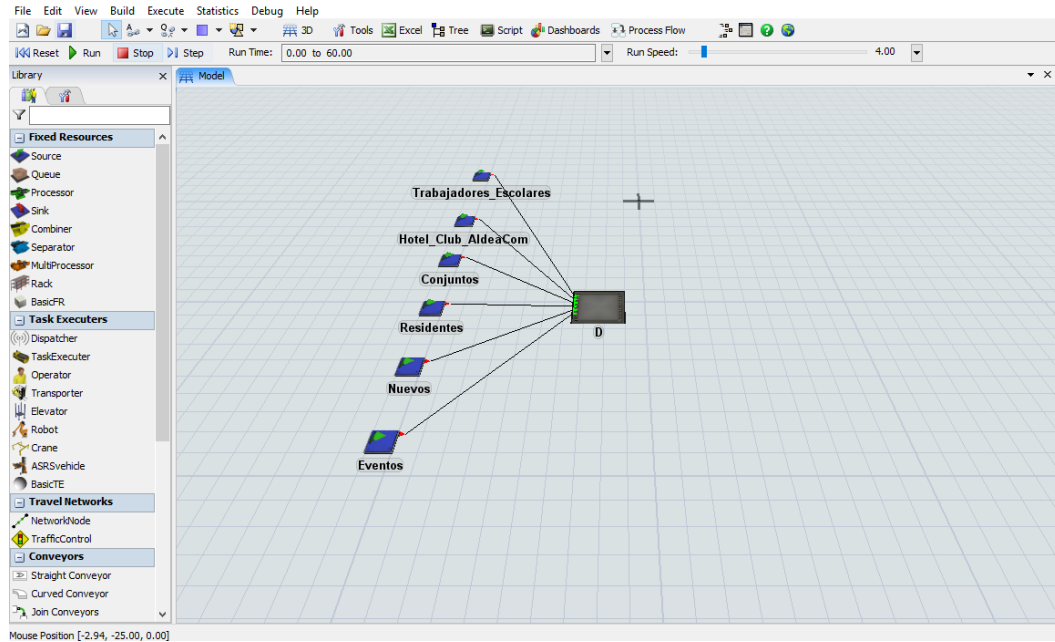 File Edit View Build Execute Statistics Debug Help
3D Tools Excel Tree Script Dashboards Process Flow
Reset Run Stop Step Run Time: 0.00 to 60.00 Run Speed: 4.00
Library
Model
Fixed Resources
Source
Queue
Processor
Sink
Combiner
Separator
MultiProcessor
Rack
BasicFR
Task Executers
Dispatcher
TaskExecuter
Operator
Transporter
Elevator
Robot
Crane
ASRSvehicle
BasicTE
Travel Networks
NetworkNode
TrafficControl
Conveyors
Straight Conveyor
Curved Conveyor
Join Conveyors
Trabajadores_Escolares
Hotel_Club_AldeaCom
Conjuntos
Residentes
D
Nuevos
Eventos
Mouse Position [-2.94, -25.00, 0.00]